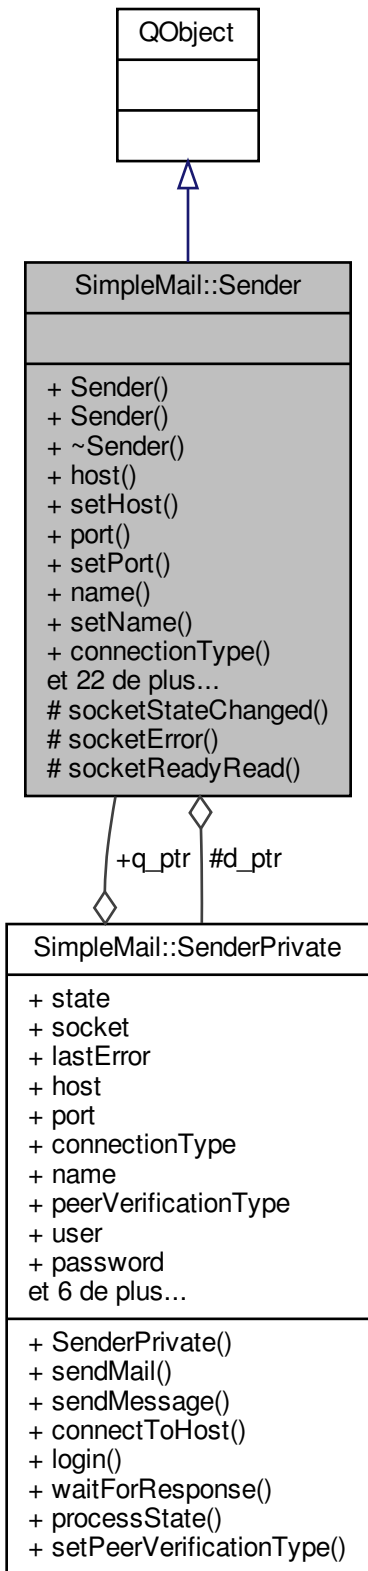 QObject
SimpleMail::Sender
+ Sender()
+ Sender()
+ ~Sender()
+ host()
+ setHost()
+ port()
+ setPort()
+ name()
+ setName()
+ connectionType()
et 22 de plus...
# socketStateChanged()
# socketError()
# socketReadyRead()
+q_ptr
#d_ptr
SimpleMail::SenderPrivate
+ state
+ socket
+ lastError
+ host
+ port
+ connectionType
+ name
+ peerVerificationType
+ user
+ password
et 6 de plus...
+ SenderPrivate()
+ sendMail()
+ sendMessage()
+ connectToHost()
+ login()
+ waitForResponse()
+ processState()
+ setPeerVerificationType()